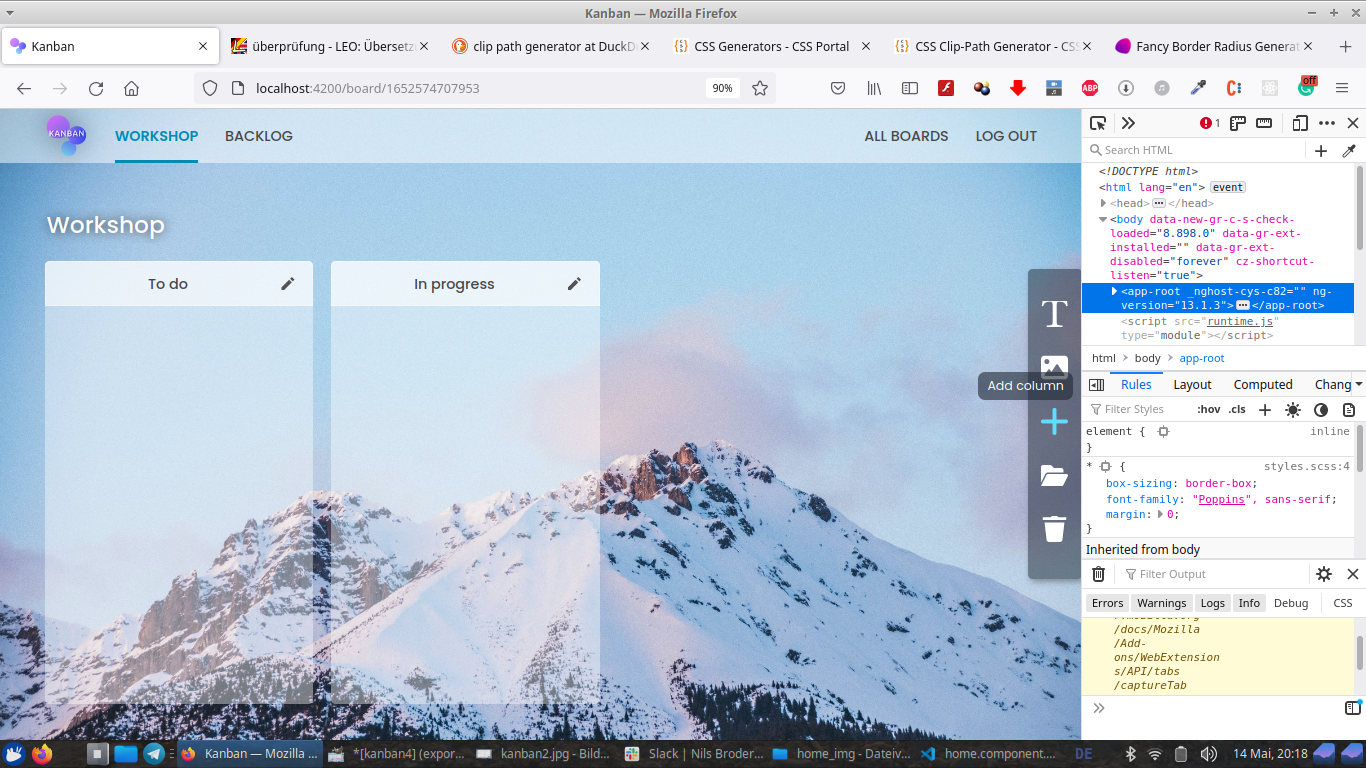 Kanban — Mozilla Firefox
Kanban
überprüfung - LEO: Übersetz
clip path generator at DuckD
CSS Generators - CSS Portal
CSS Clip-Path Generator - CSS
Fancy Border Radius Generat
localhost:4200/board/1652574707953
90%
ABP
off
KANBAN
WORKSHOP
BACKLOG
ALL BOARDS
LOG OUT
Workshop
To do
In progress
T
Add column
1
Search HTML
<!DOCTYPE html>
<html lang="en"> event
<head> ••• </head>
<body data-new-gr-c-s-check-
loaded="8.898.0" data-gr-ext-
installed="" data-gr-ext-
disabled="forever" cz-shortcut-
listen="true">
<app-root _nghost-cys-c82="" ng-
version="13.1.3"> ••• </app-root>
<script src="runtime.js"
type="module"></script>
html > body > app-root
Rules
Layout
Computed
Chang
Filter Styles
:hov .cls
element {
inline
}
* {
styles.scss:4
box-sizing: border-box;
font-family: "Poppins", sans-serif;
margin: 0;
}
Inherited from body
Filter Output
Errors
Warnings
Logs
Info
Debug
CSS
/docs/Mozilla
/Add-
ons/WebExtension
s/API/tabs
/captureTab
Kanban — Mozilla ...
*[kanban4] (expor...
kanban2.jpg - Bild...
Slack | Nils Broder...
home_img - Dateiv...
home.component....
DE
14 Mai, 20:18